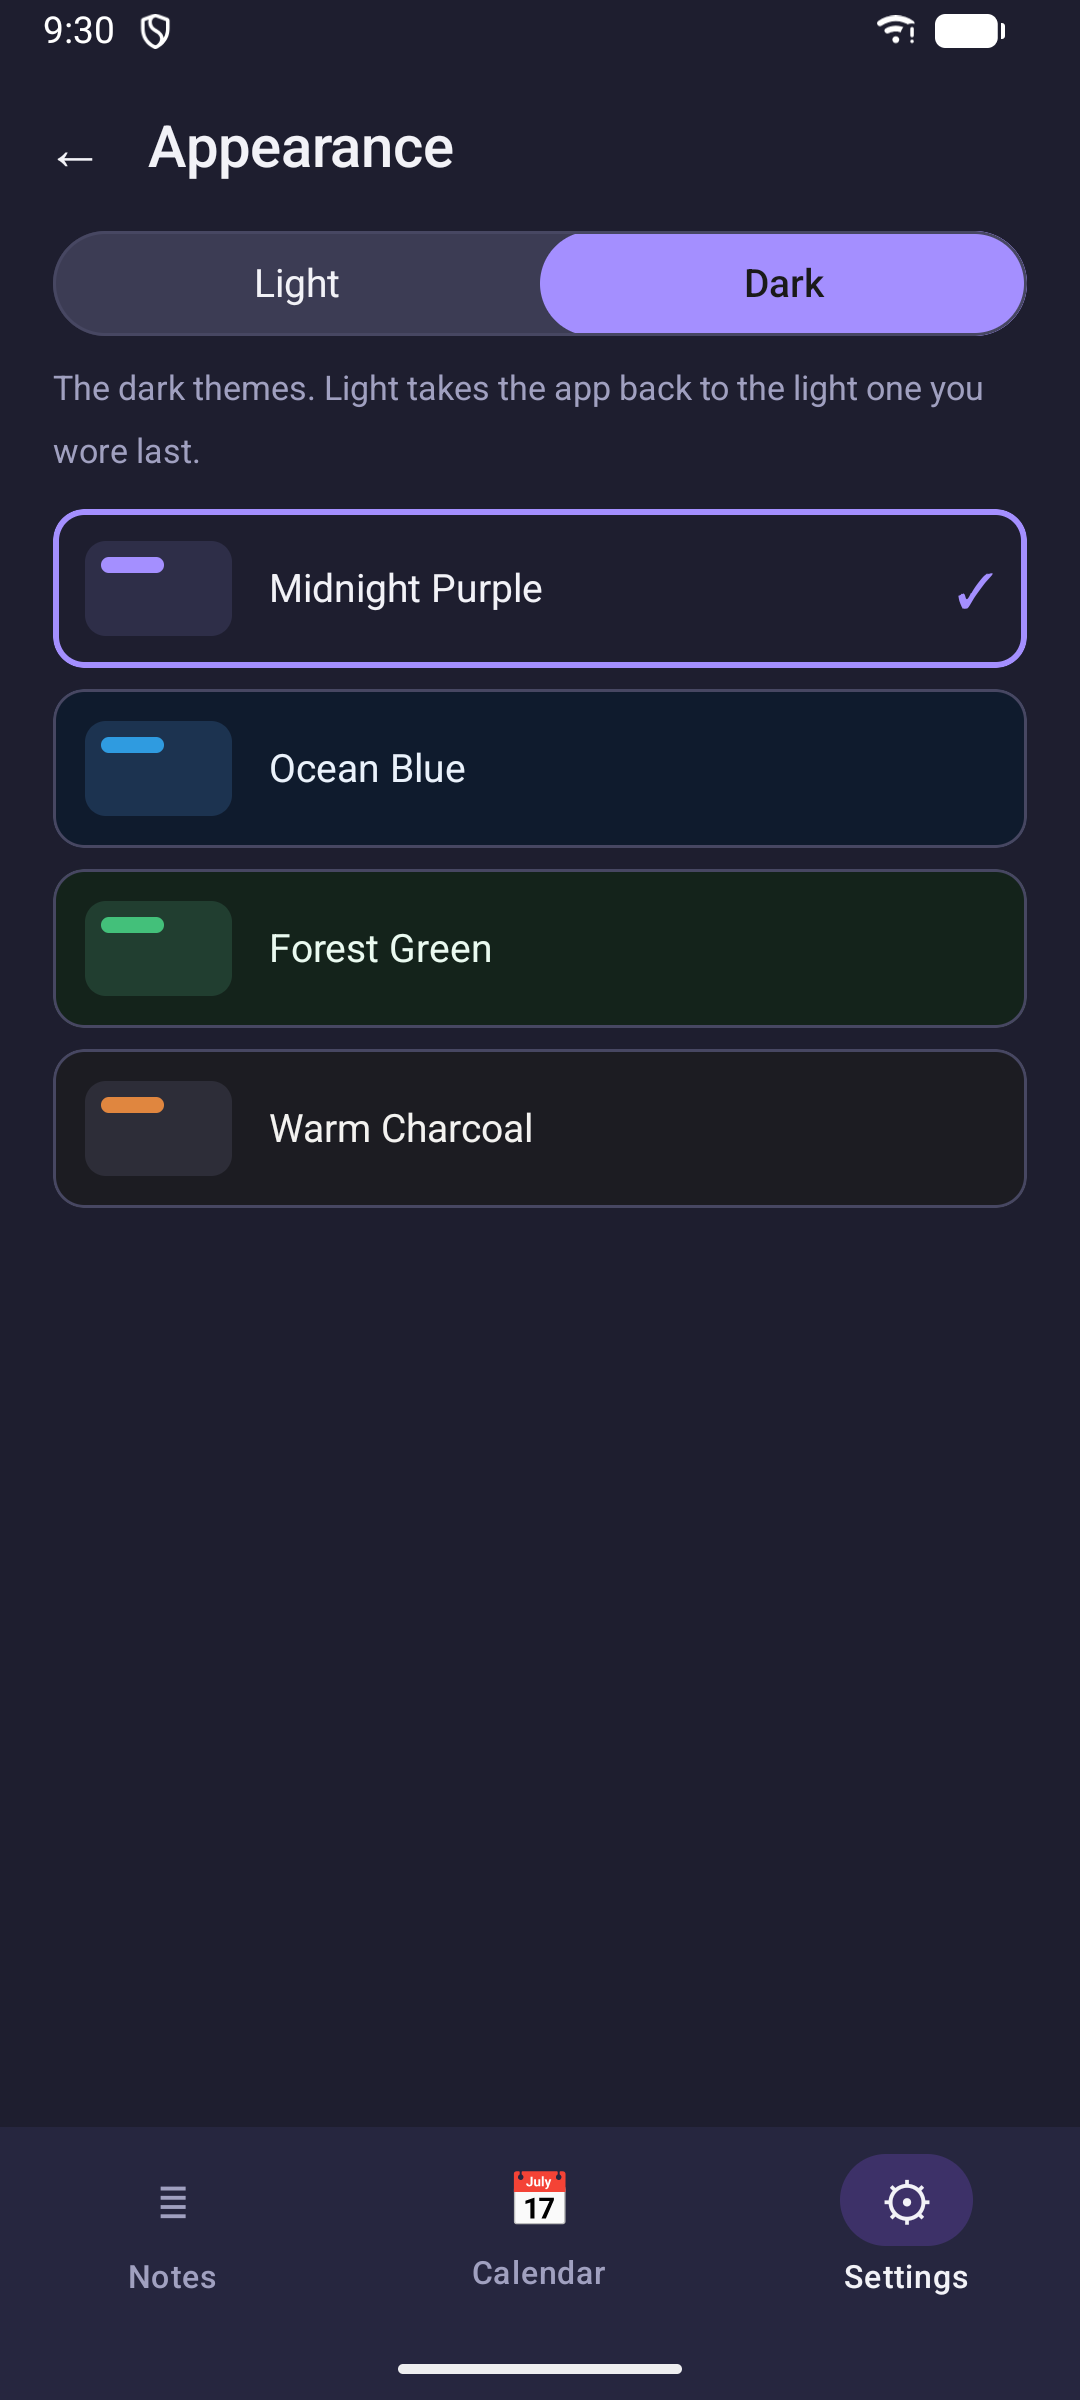 9:30
← Appearance
Light Dark
The dark themes. Light takes the app back to the light one you
wore last.
Midnight Purple ✓
Ocean Blue
Forest Green
Warm Charcoal
July
17
Notes Calendar Settings